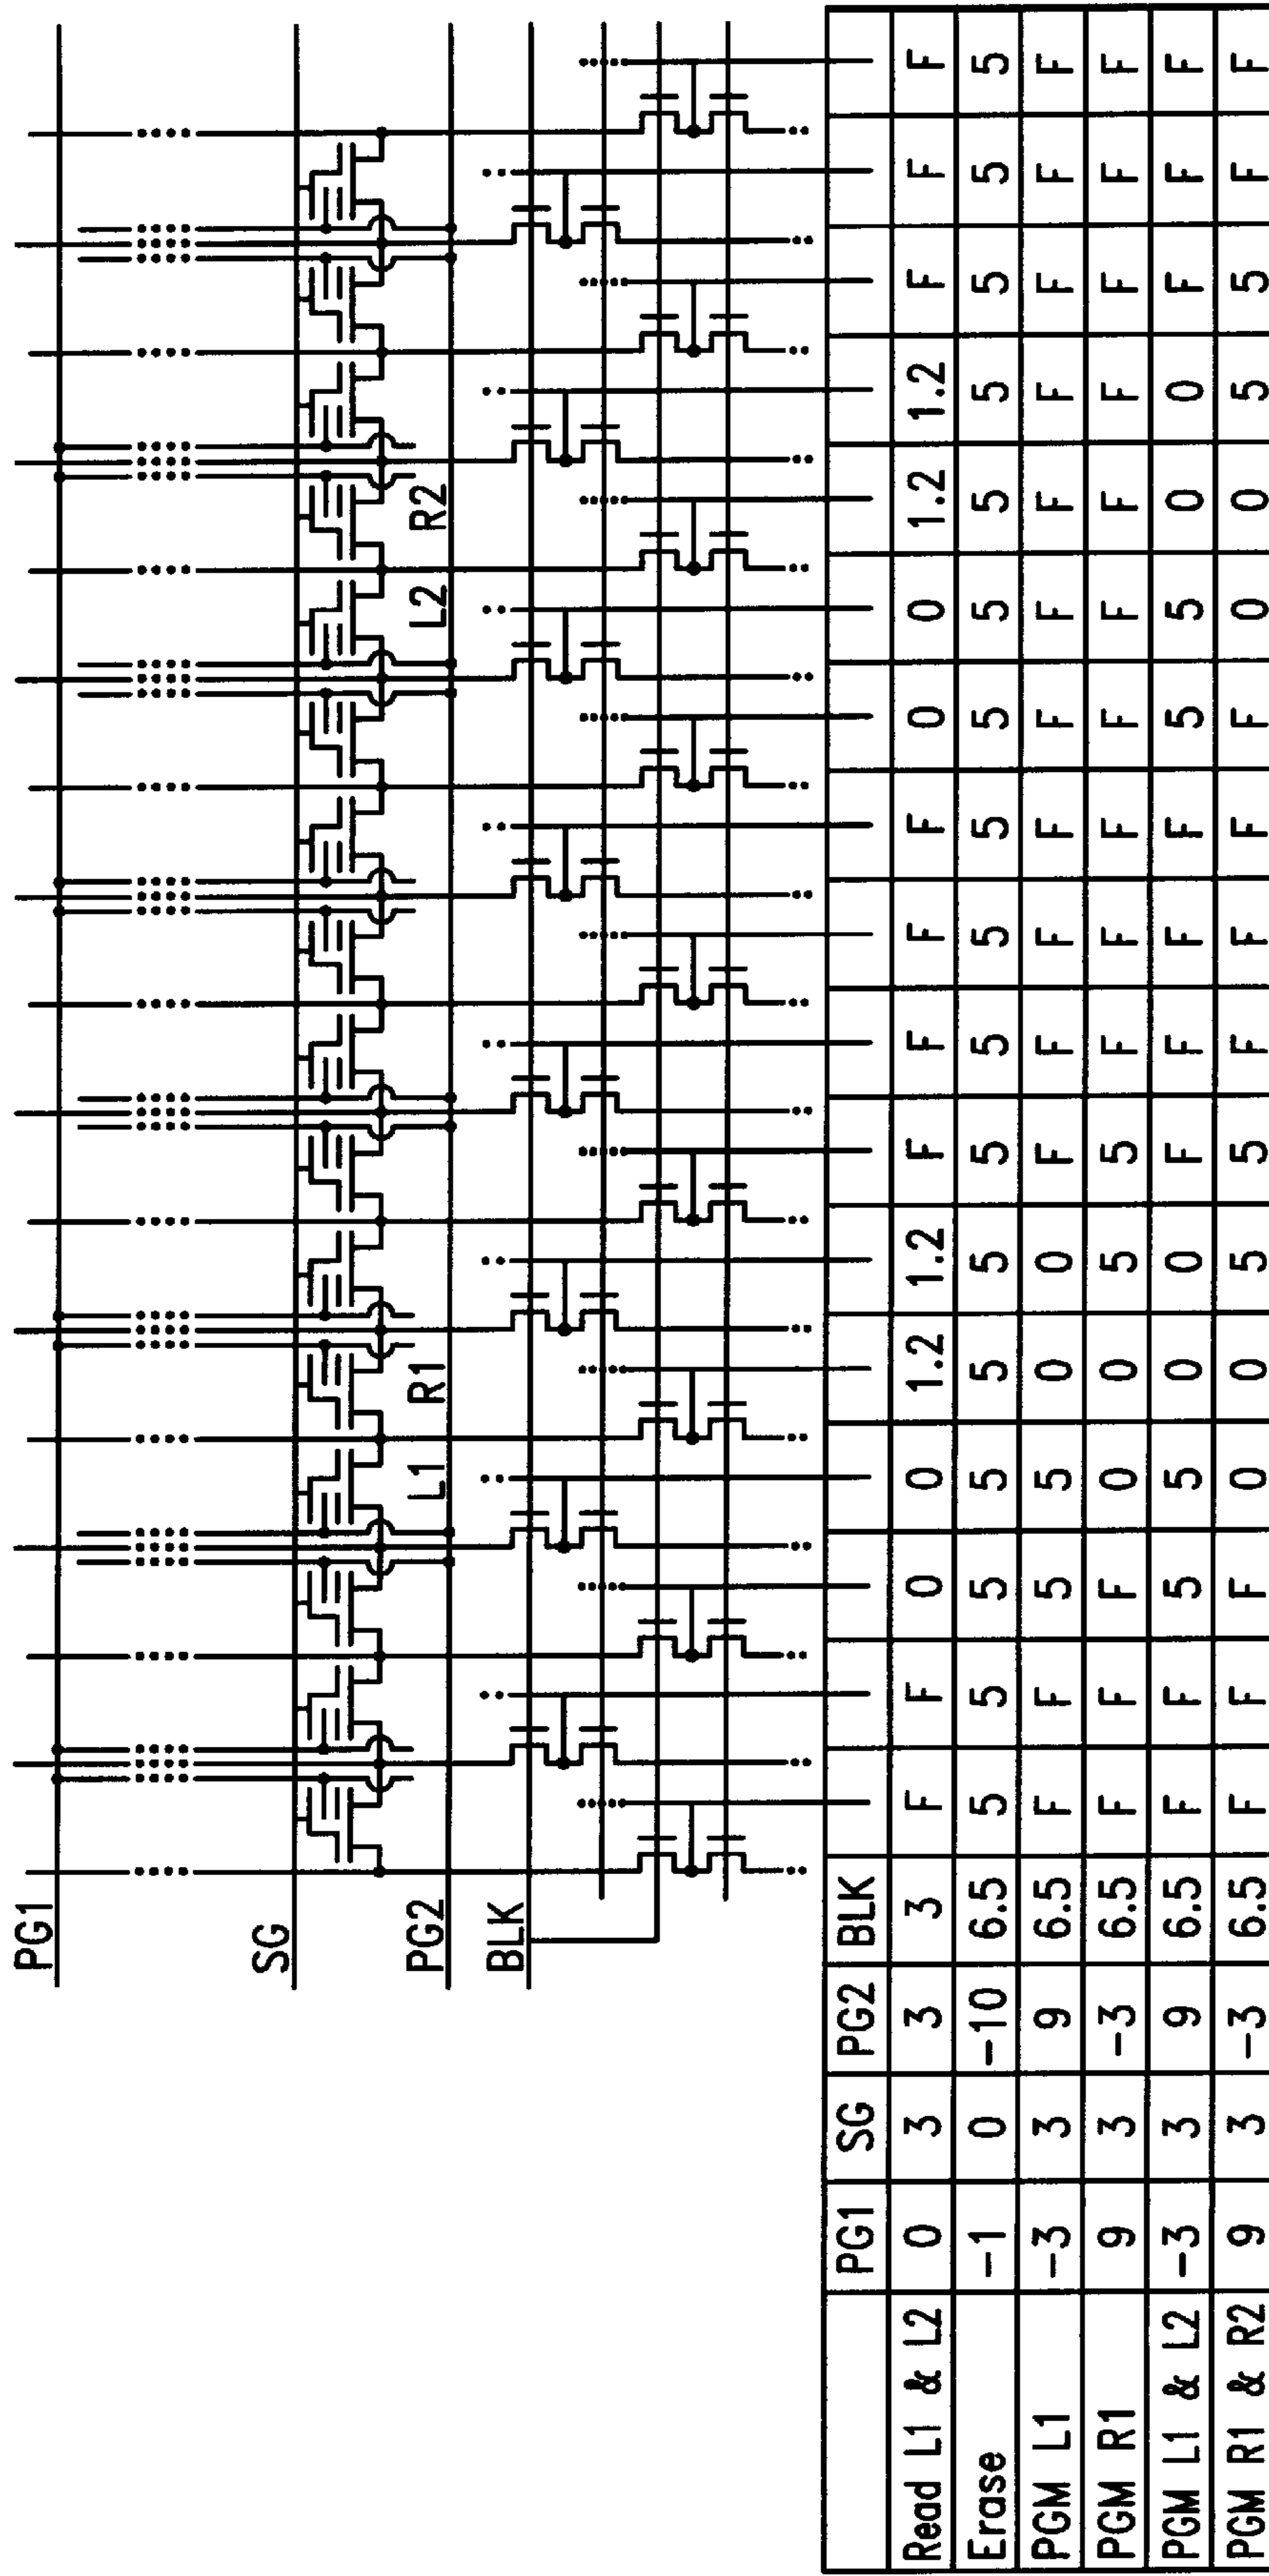 PG1
SG
L1 R1 L2 R2
PG2
BLK
PG1 SG PG2 BLK
Read L1 & L2 0 3 3 3 F F 0 0 1.2 1.2 F F F F 0 0 1.2 1.2 F F F
Erase -1 0 -10 6.5 5 5 5 5 5 5 5 5 5 5 5 5 5 5 5 5 5
PGM L1 -3 3 9 6.5 F F 5 5 0 0 F F F F F F F F F F F
PGM R1 9 3 -3 6.5 F F F 0 0 5 5 F F F F F F F F F F
PGM L1 & L2 -3 3 9 6.5 F F 5 5 0 0 F F F F 5 5 0 0 F F F
PGM R1 & R2 9 3 -3 6.5 F F F 0 0 5 5 F F F F 0 0 5 5 F F